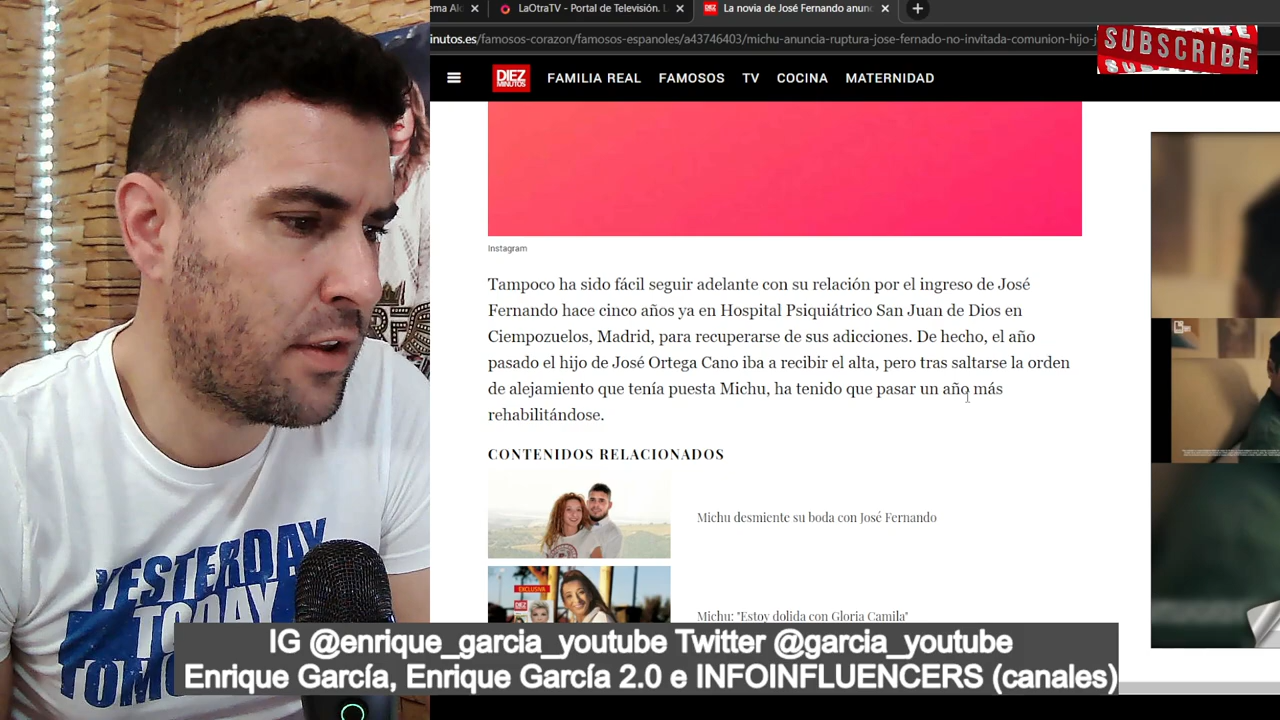 LaOtraTV - Portal de Televisión.
La novia de José Fernando anun
SUBSCRIBE
inutos.es/famosos-corazon/famosos-espanoles/a43746403/michu-anuncia-ruptura-jose-fernado-no-invitada-comunion-hijo-j
DIEZ MINUTOS
FAMILIA REAL FAMOSOS TV COCINA MATERNIDAD
Instagram
Tampoco ha sido fácil seguir adelante con su relación por el ingreso de José
Fernando hace cinco años ya en Hospital Psiquiátrico San Juan de Dios en
Ciempozuelos, Madrid, para recuperarse de sus adicciones. De hecho, el año
pasado el hijo de José Ortega Cano iba a recibir el alta, pero tras saltarse la orden
de alejamiento que tenía puesta Michu, ha tenido que pasar un año más
rehabilitándose.
CONTENIDOS RELACIONADOS
Michu desmiente su boda con José Fernando
EXCLUSIVA
Michu: "Estoy dolida con Gloria Camila"
YESTERDAY
TODAY
TOM
IG @enrique_garcia_youtube Twitter @garcia_youtube
Enrique García, Enrique García 2.0 e INFOINFLUENCERS (canales)